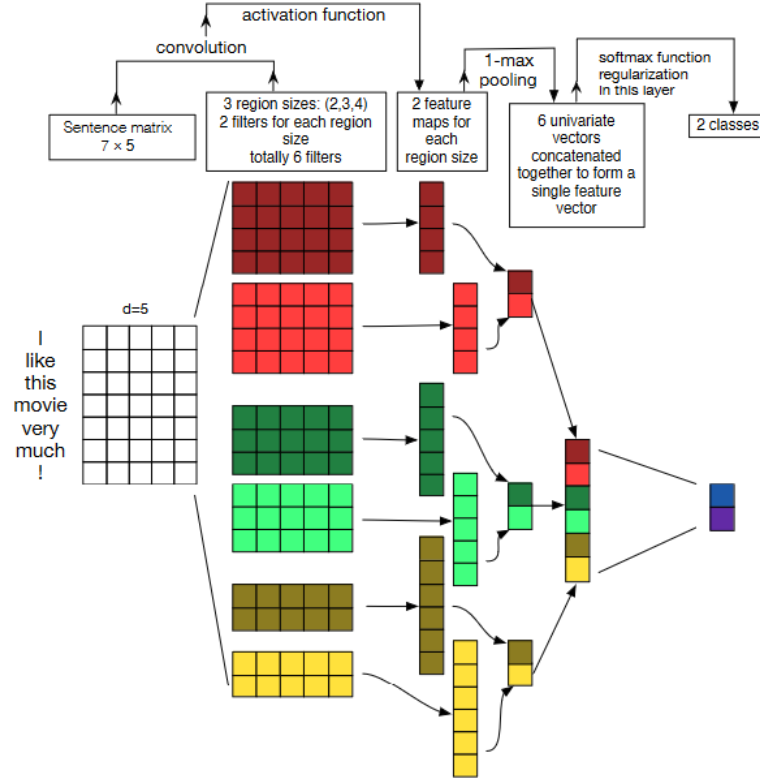 activation function
convolution
1-max
pooling
softmax function
regularization
in this layer
Sentence matrix
7 × 5
3 region sizes: (2,3,4)
2 filters for each region
size
totally 6 filters
2 feature
maps for
each
region size
6 univariate
vectors
concatenated
together to form a
single feature
vector
2 classes
d=5
I
like
this
movie
very
much
!